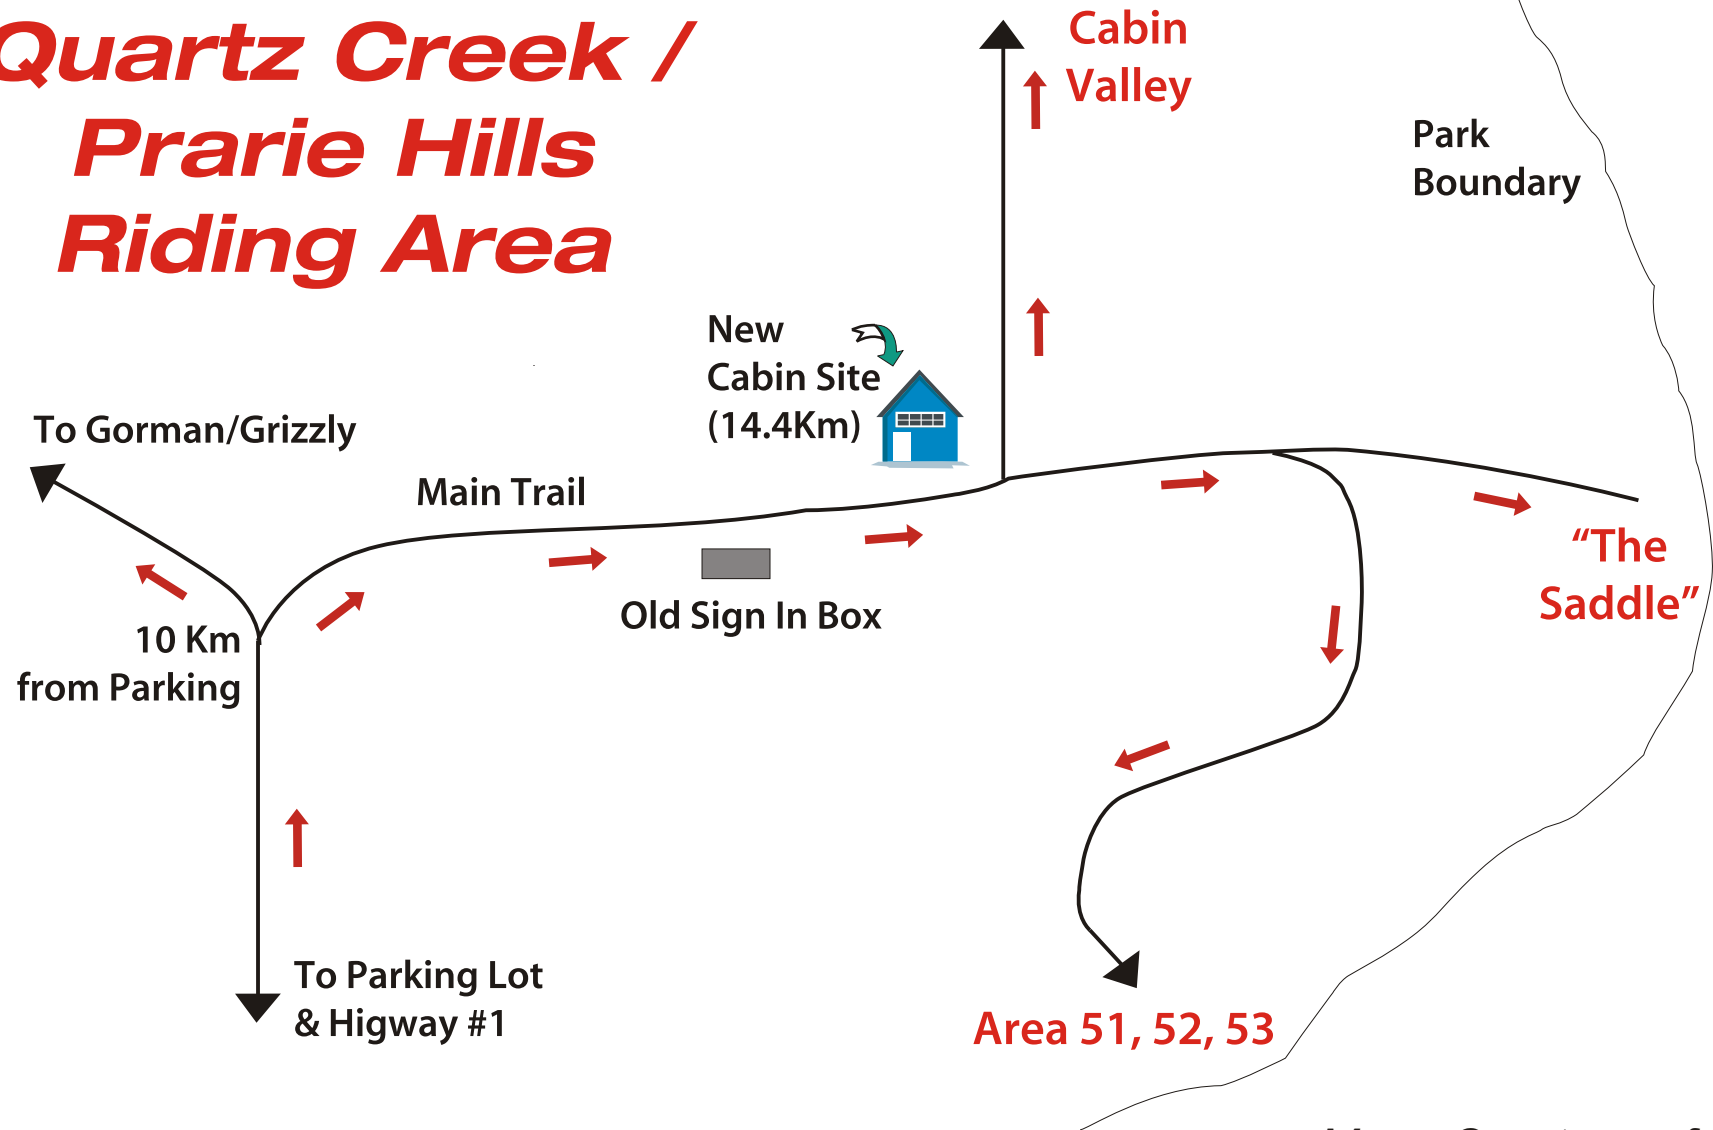 Quartz Creek /
Prarie Hills
Riding Area
Cabin
Valley
Park
Boundary
New
Cabin Site
(14.4Km)
To Gorman/Grizzly
Main Trail
“The
Saddle”
Old Sign In Box
10 Km
from Parking
To Parking Lot
& Higway #1
Area 51, 52, 53